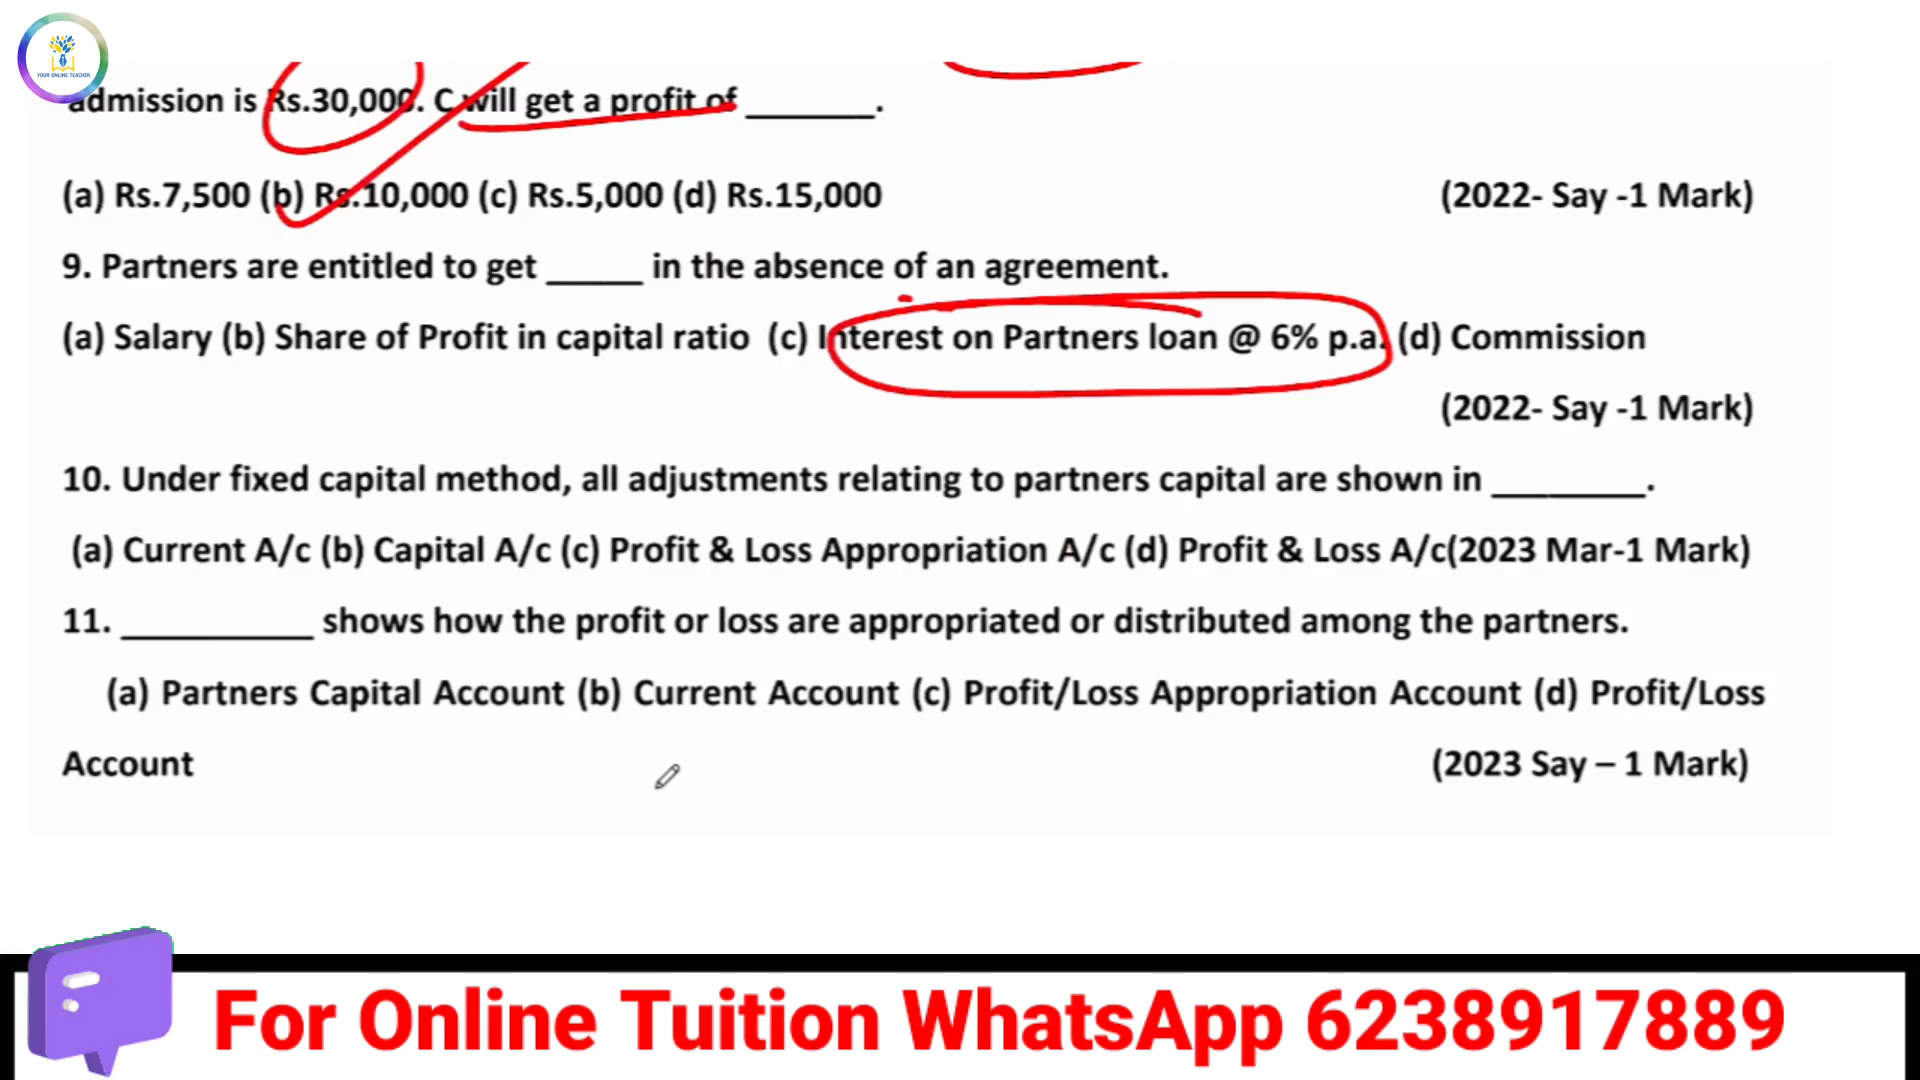 YOUR ONLINE TEACHER
admission is Rs.30,000. C will get a profit of _______.
(a) Rs.7,500 (b) Rs.10,000 (c) Rs.5,000 (d) Rs.15,000 (2022- Say -1 Mark)
9. Partners are entitled to get _____ in the absence of an agreement.
(a) Salary (b) Share of Profit in capital ratio (c) Interest on Partners loan @ 6% p.a. (d) Commission
(2022- Say -1 Mark)
10. Under fixed capital method, all adjustments relating to partners capital are shown in ________.
(a) Current A/c (b) Capital A/c (c) Profit & Loss Appropriation A/c (d) Profit & Loss A/c(2023 Mar-1 Mark)
11. __________ shows how the profit or loss are appropriated or distributed among the partners.
(a) Partners Capital Account (b) Current Account (c) Profit/Loss Appropriation Account (d) Profit/Loss
Account (2023 Say – 1 Mark)
For Online Tuition WhatsApp 6238917889